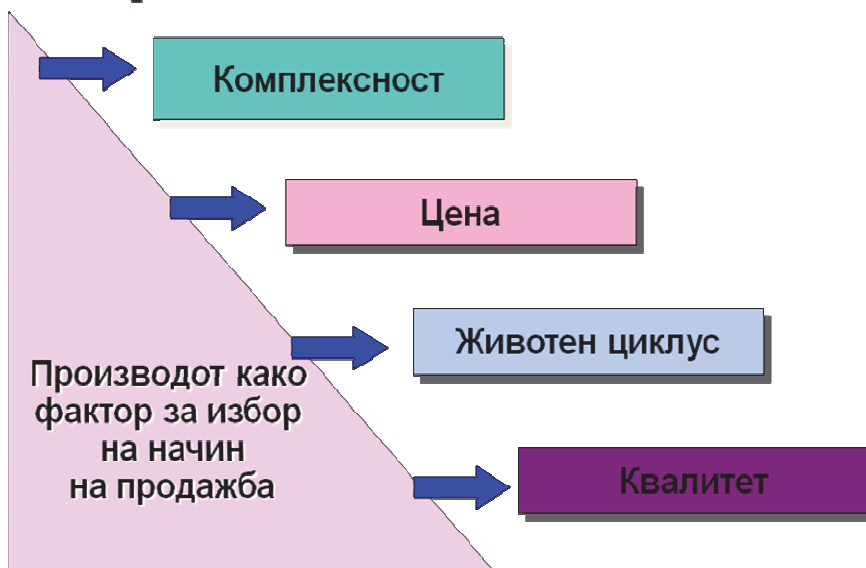 Комплексност
Цена
Животен циклус
Производот како
фактор за избор
на начин
на продажба
Квалитет